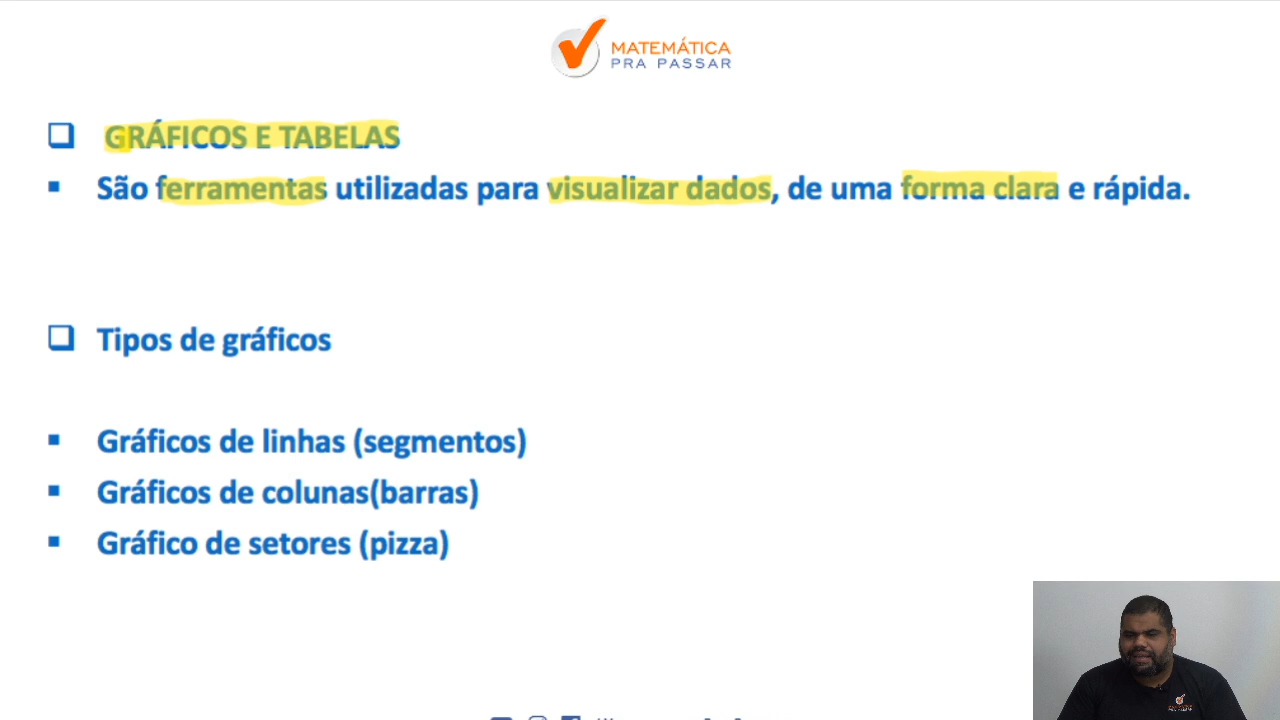 MATEMÁTICA
PRA PASSAR
GRÁFICOS E TABELAS
São ferramentas utilizadas para visualizar dados, de uma forma clara e rápida.
Tipos de gráficos
Gráficos de linhas (segmentos)
Gráficos de colunas(barras)
Gráfico de setores (pizza)